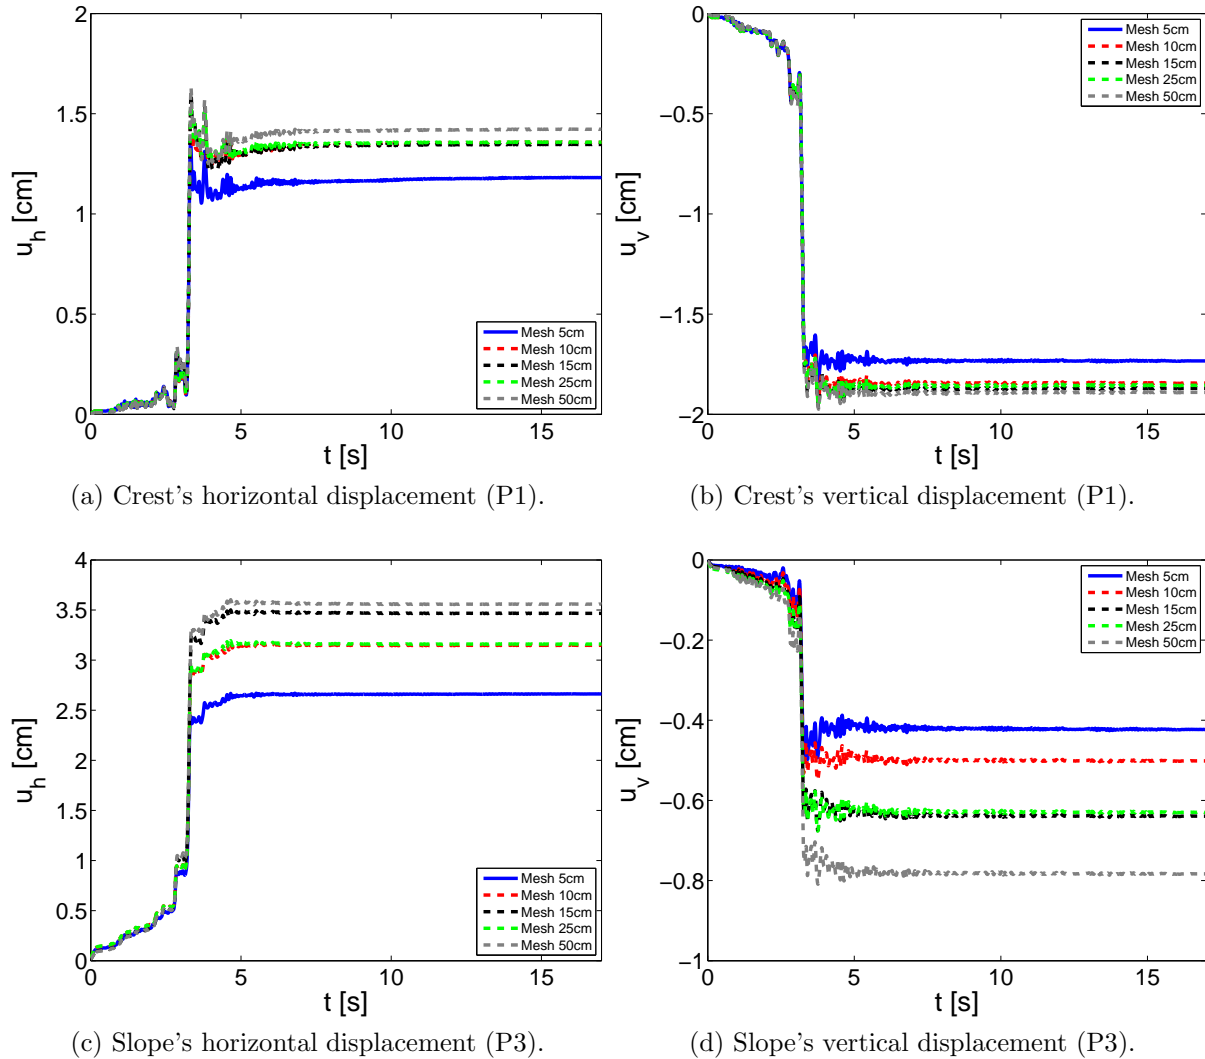 2
1.5
1
0.5
0
u_h [cm]
0 5 10 15
t [s]
Mesh 5cm
Mesh 10cm
Mesh 15cm
Mesh 25cm
Mesh 50cm
(a) Crest's horizontal displacement (P1).
0
−0.5
−1
−1.5
−2
u_v [cm]
0 5 10 15
t [s]
Mesh 5cm
Mesh 10cm
Mesh 15cm
Mesh 25cm
Mesh 50cm
(b) Crest's vertical displacement (P1).
4
3.5
3
2.5
2
1.5
1
0.5
0
u_h [cm]
0 5 10 15
t [s]
Mesh 5cm
Mesh 10cm
Mesh 15cm
Mesh 25cm
Mesh 50cm
(c) Slope's horizontal displacement (P3).
0
−0.2
−0.4
−0.6
−0.8
−1
u_v [cm]
0 5 10 15
t [s]
Mesh 5cm
Mesh 10cm
Mesh 15cm
Mesh 25cm
Mesh 50cm
(d) Slope's vertical displacement (P3).